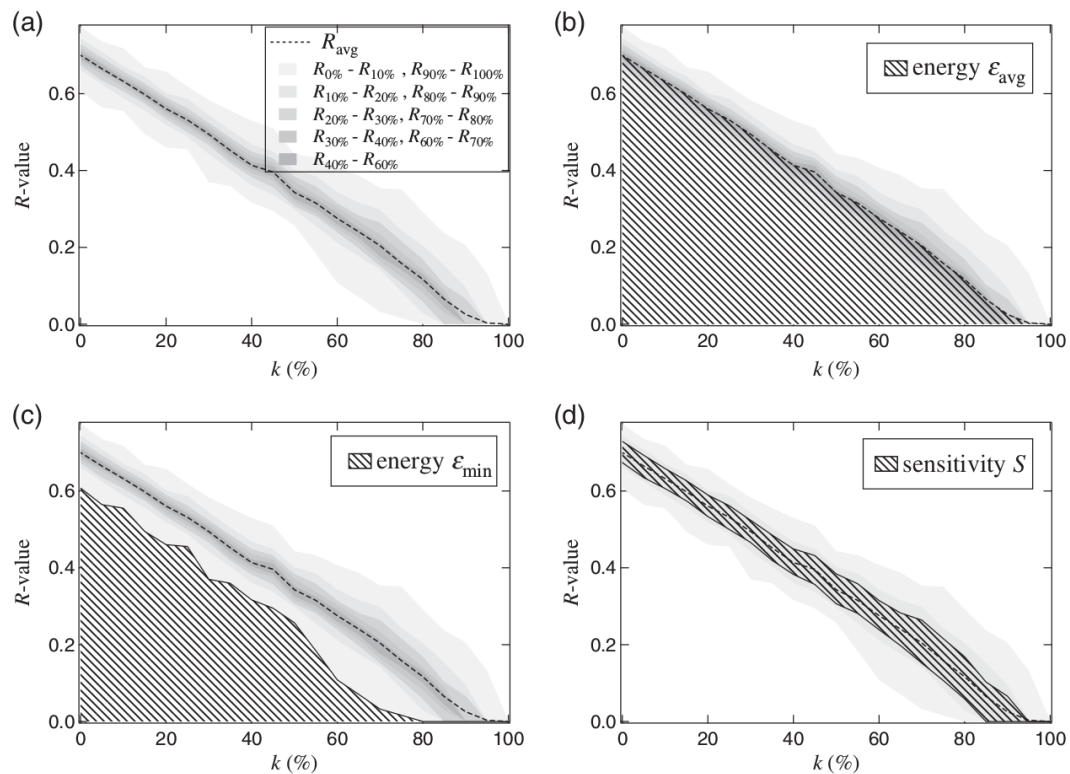 (a)
R_avg
R_0% - R_10% , R_90% - R_100%
R_10% - R_20% , R_80% - R_90%
R_20% - R_30%, R_70% - R_80%
R_30% - R_40%, R_60% - R_70%
R_40% - R_60%
R-value
0.6
0.4
0.2
0.0
0 20 40 60 80 100
k (%)
(b)
energy ε_avg
R-value
0.6
0.4
0.2
0.0
0 20 40 60 80 100
k (%)
(c)
energy ε_min
R-value
0.6
0.4
0.2
0.0
0 20 40 60 80 100
k (%)
(d)
sensitivity S
R-value
0.6
0.4
0.2
0.0
0 20 40 60 80 100
k (%)